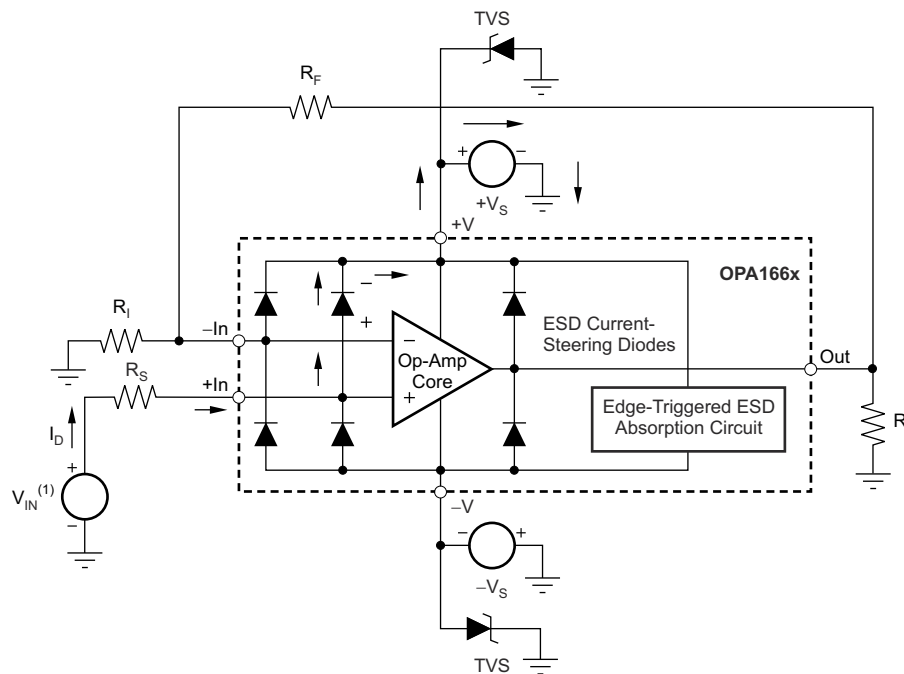 TVS
R_F
+ −
+V_S
+V
OPA166x
−
+
R_I
−In
ESD Current-
Steering Diodes
−
Op-Amp
Core
+
Out
R_S
+In
Edge-Triggered ESD
Absorption Circuit
R
I_D
+
V_IN^(1)
−
−V
− +
−V_S
TVS